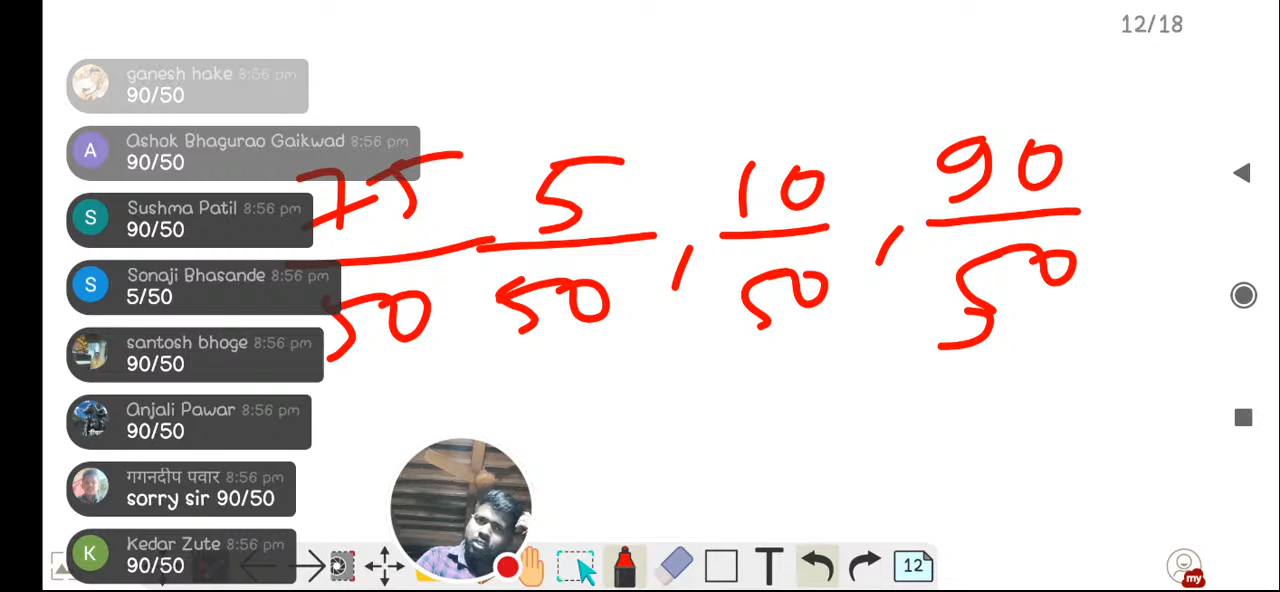 12/18
ganesh hake 8:56 pm
90/50
Ashok Bhagurao Gaikwad 8:56 pm
90/50
Sushma Patil 8:56 pm
90/50
Sonaji Bhasande 8:56 pm
5/50
santosh bhoge 8:56 pm
90/50
Anjali Pawar 8:56 pm
90/50
गगनदीप पवार 8:56 pm
sorry sir 90/50
Kedar Zute 8:56 pm
90/50
75 5 , 10 , 90
50 50 50 50
T
12
my